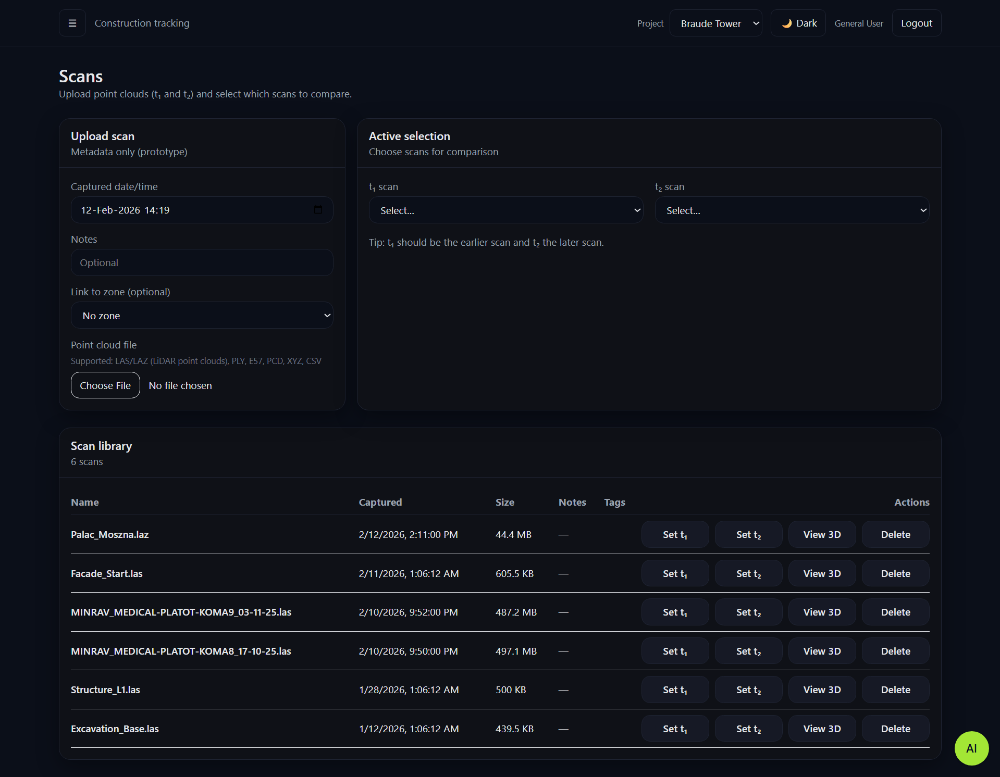 ☰ Construction tracking Project Braude Tower 🌙 Dark General User Logout
Scans
Upload point clouds (t₁ and t₂) and select which scans to compare.
Upload scan
Metadata only (prototype)
Captured date/time
12-Feb-2026 14:19
Notes
Optional
Link to zone (optional)
No zone
Point cloud file
Supported: LAS/LAZ (LiDAR point clouds), PLY, E57, PCD, XYZ, CSV
Choose File No file chosen
Active selection
Choose scans for comparison
t₁ scan t₂ scan
Select... Select...
Tip: t₁ should be the earlier scan and t₂ the later scan.
Scan library
6 scans
Name Captured Size Notes Tags Actions
Palac_Moszna.laz 2/12/2026, 2:11:00 PM 44.4 MB — Set t₁ Set t₂ View 3D Delete
Facade_Start.las 2/11/2026, 1:06:12 AM 605.5 KB — Set t₁ Set t₂ View 3D Delete
MINRAV_MEDICAL-PLATOT-KOMA9_03-11-25.las 2/10/2026, 9:52:00 PM 487.2 MB — Set t₁ Set t₂ View 3D Delete
MINRAV_MEDICAL-PLATOT-KOMA8_17-10-25.las 2/10/2026, 9:50:00 PM 497.1 MB — Set t₁ Set t₂ View 3D Delete
Structure_L1.las 1/28/2026, 1:06:12 AM 500 KB — Set t₁ Set t₂ View 3D Delete
Excavation_Base.las 1/12/2026, 1:06:12 AM 439.5 KB — Set t₁ Set t₂ View 3D Delete
AI